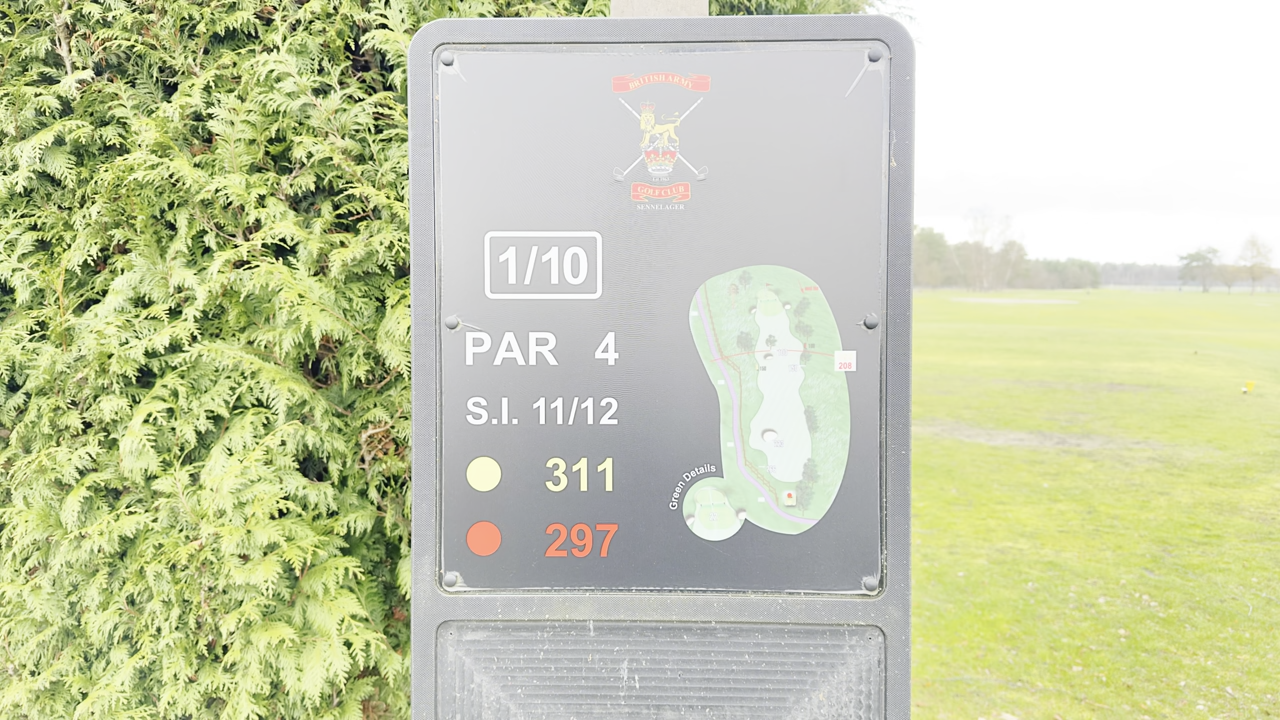 BRITISH ARMY
GOLF CLUB
SENNELAGER
1/10
PAR 4
S.I. 11/12
311
297
208
Green Details